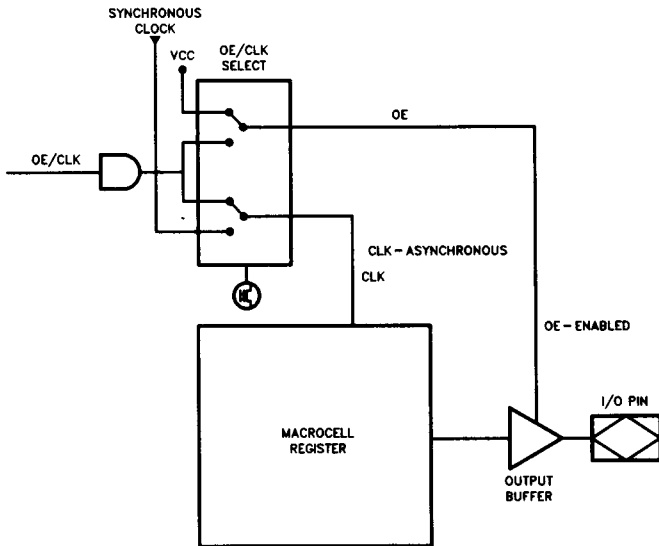 SYNCHRONOUS
CLOCK
VCC
OE/CLK
SELECT
OE
OE/CLK
CLK-ASYNCHRONOUS
CLK
OE-ENABLED
I/O PIN
MACROCELL
REGISTER
OUTPUT
BUFFER